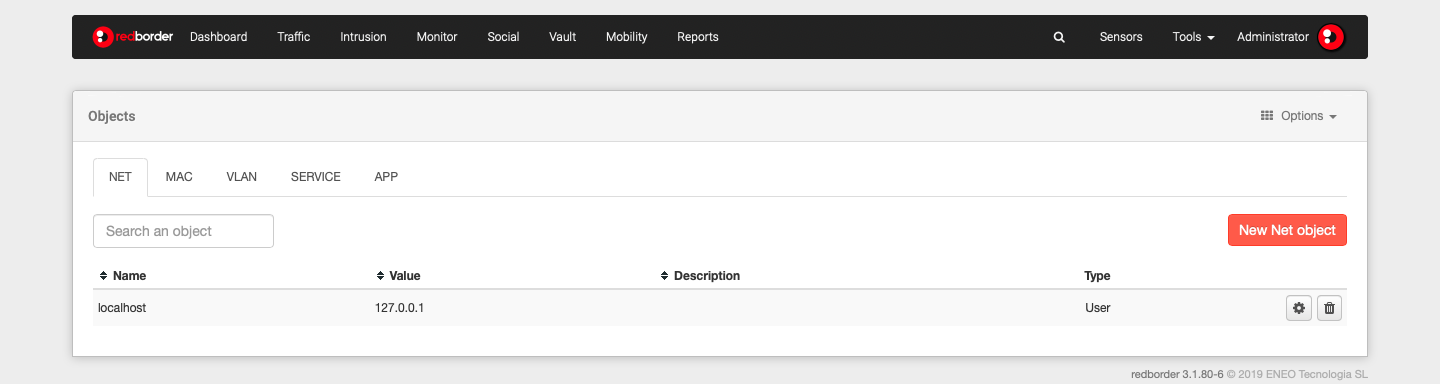 redborder Dashboard Traffic Intrusion Monitor Social Vault Mobility Reports Sensors Tools Administrator
Objects Options
NET MAC VLAN SERVICE APP
Search an object New Net object
Name Value Description Type
localhost 127.0.0.1 User
redborder 3.1.80-6 © 2019 ENEO Tecnologia SL